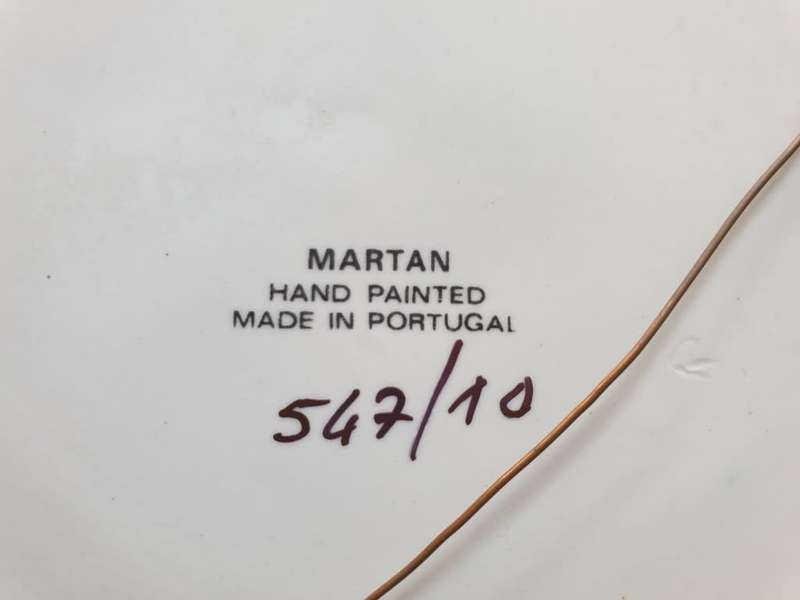 MARTAN
HAND PAINTED
MADE IN PORTUGAL
547/10